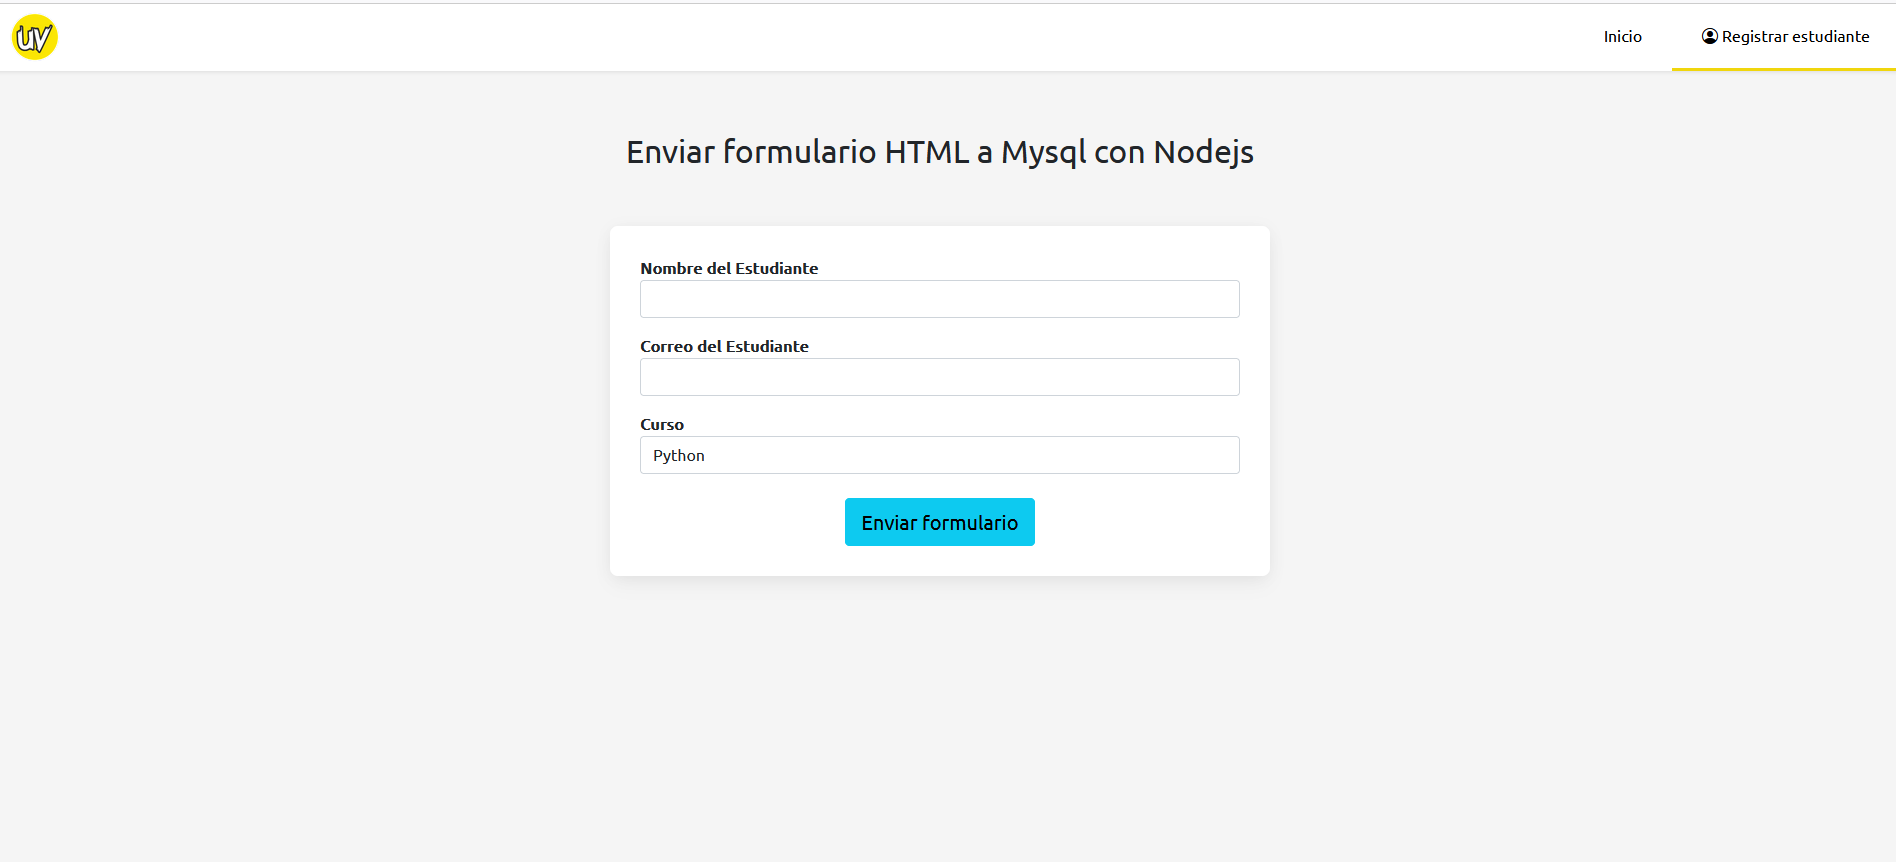 uv
Inicio
Registrar estudiante
Enviar formulario HTML a Mysql con Nodejs
Nombre del Estudiante
Correo del Estudiante
Curso
Python
Enviar formulario